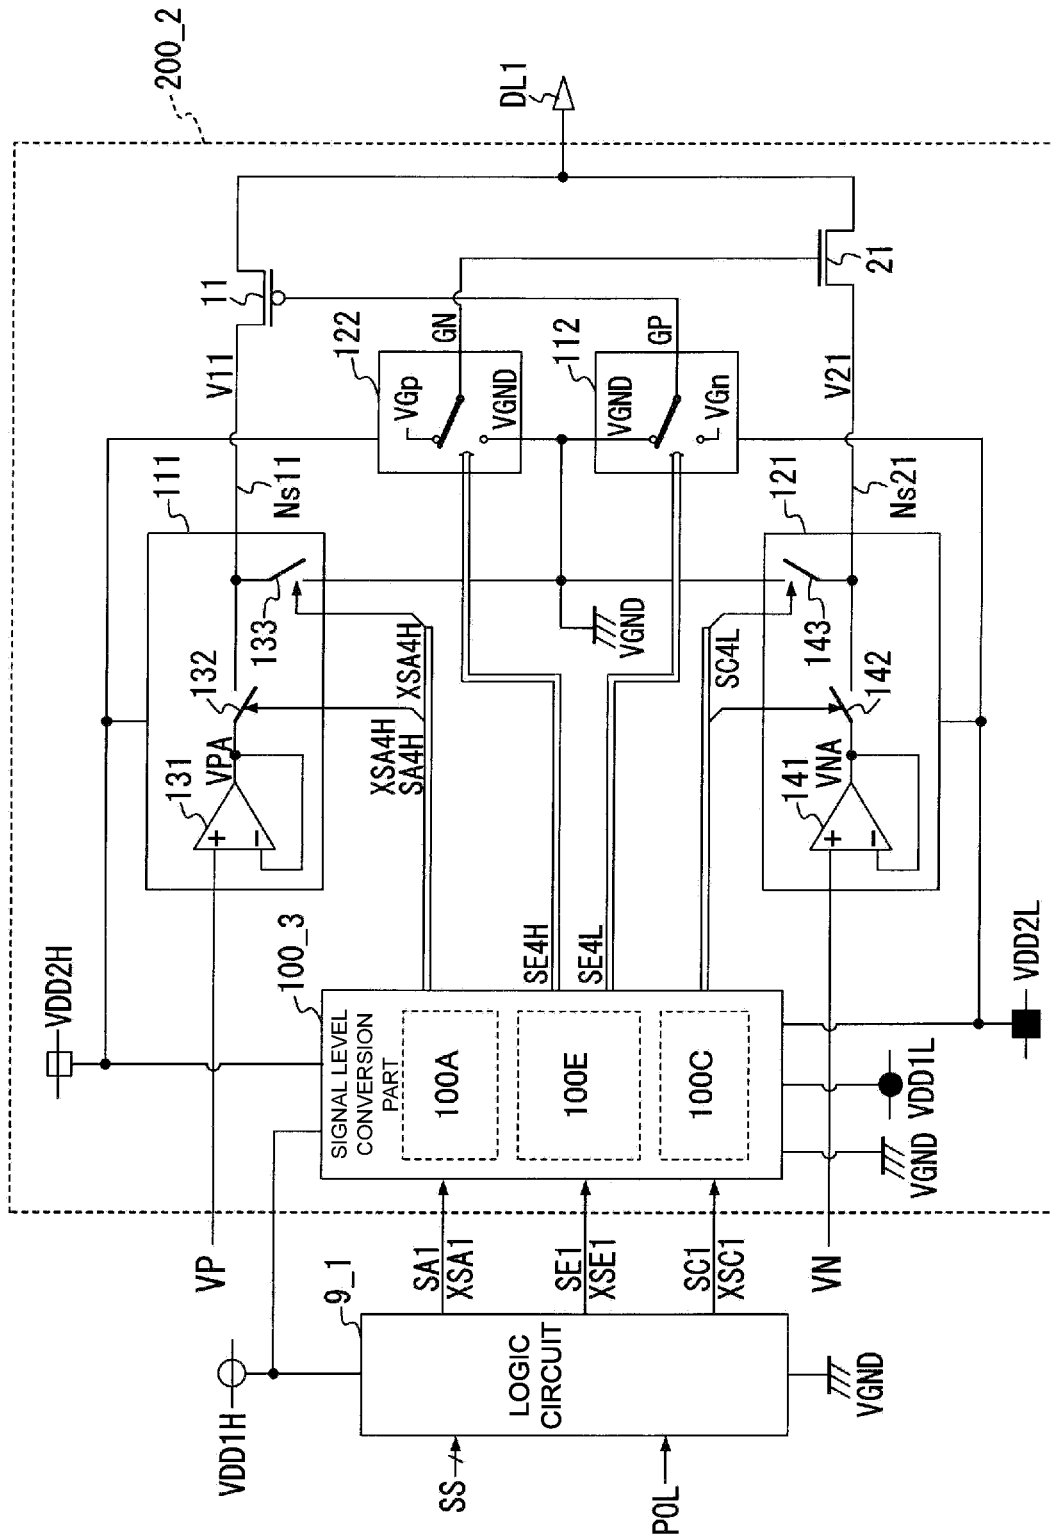 200_2
DL1
VDD2H
VP
VDD1H
131
VPA
132
133
111
Ns11
V11
11
XSA4H
SA4H
XSA4H
100_3
SIGNAL LEVEL
CONVERSION
PART
100A
100E
100C
9_1
LOGIC
CIRCUIT
SA1
XSA1
SE1
XSE1
SC1
XSC1
SS
POL
VGND
SE4H
SE4L
VGND
122
VGp
VGND
GN
112
VGND
VGn
GP
SC4L
141
VNA
142
143
121
Ns21
V21
21
VN
VGND
VDD1L
VDD2L
+
−
+
−